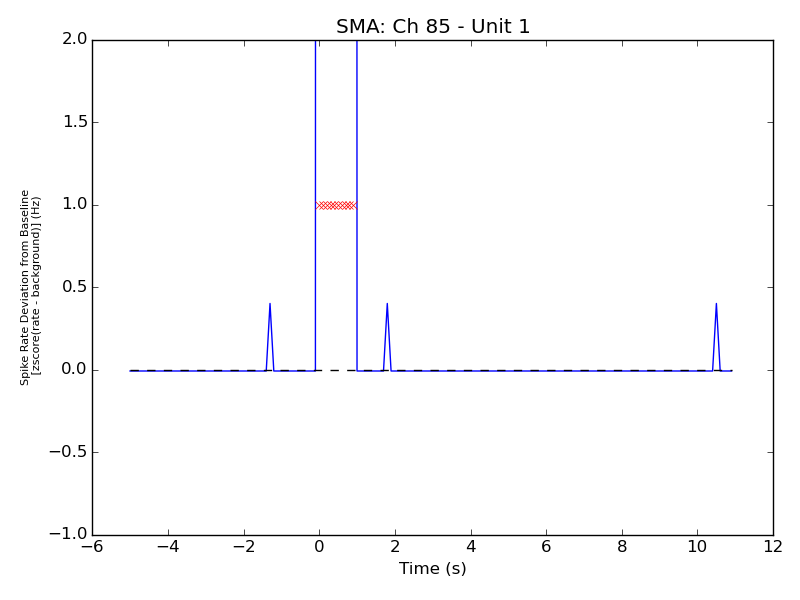 SMA: Ch 85 - Unit 1
2.0
1.5
1.0
0.5
0.0
−0.5
−1.0
Spike Rate Deviation from Baseline
[zscore(rate - background)] (Hz)
−6 −4 −2 0 2 4 6 8 10 12
Time (s)